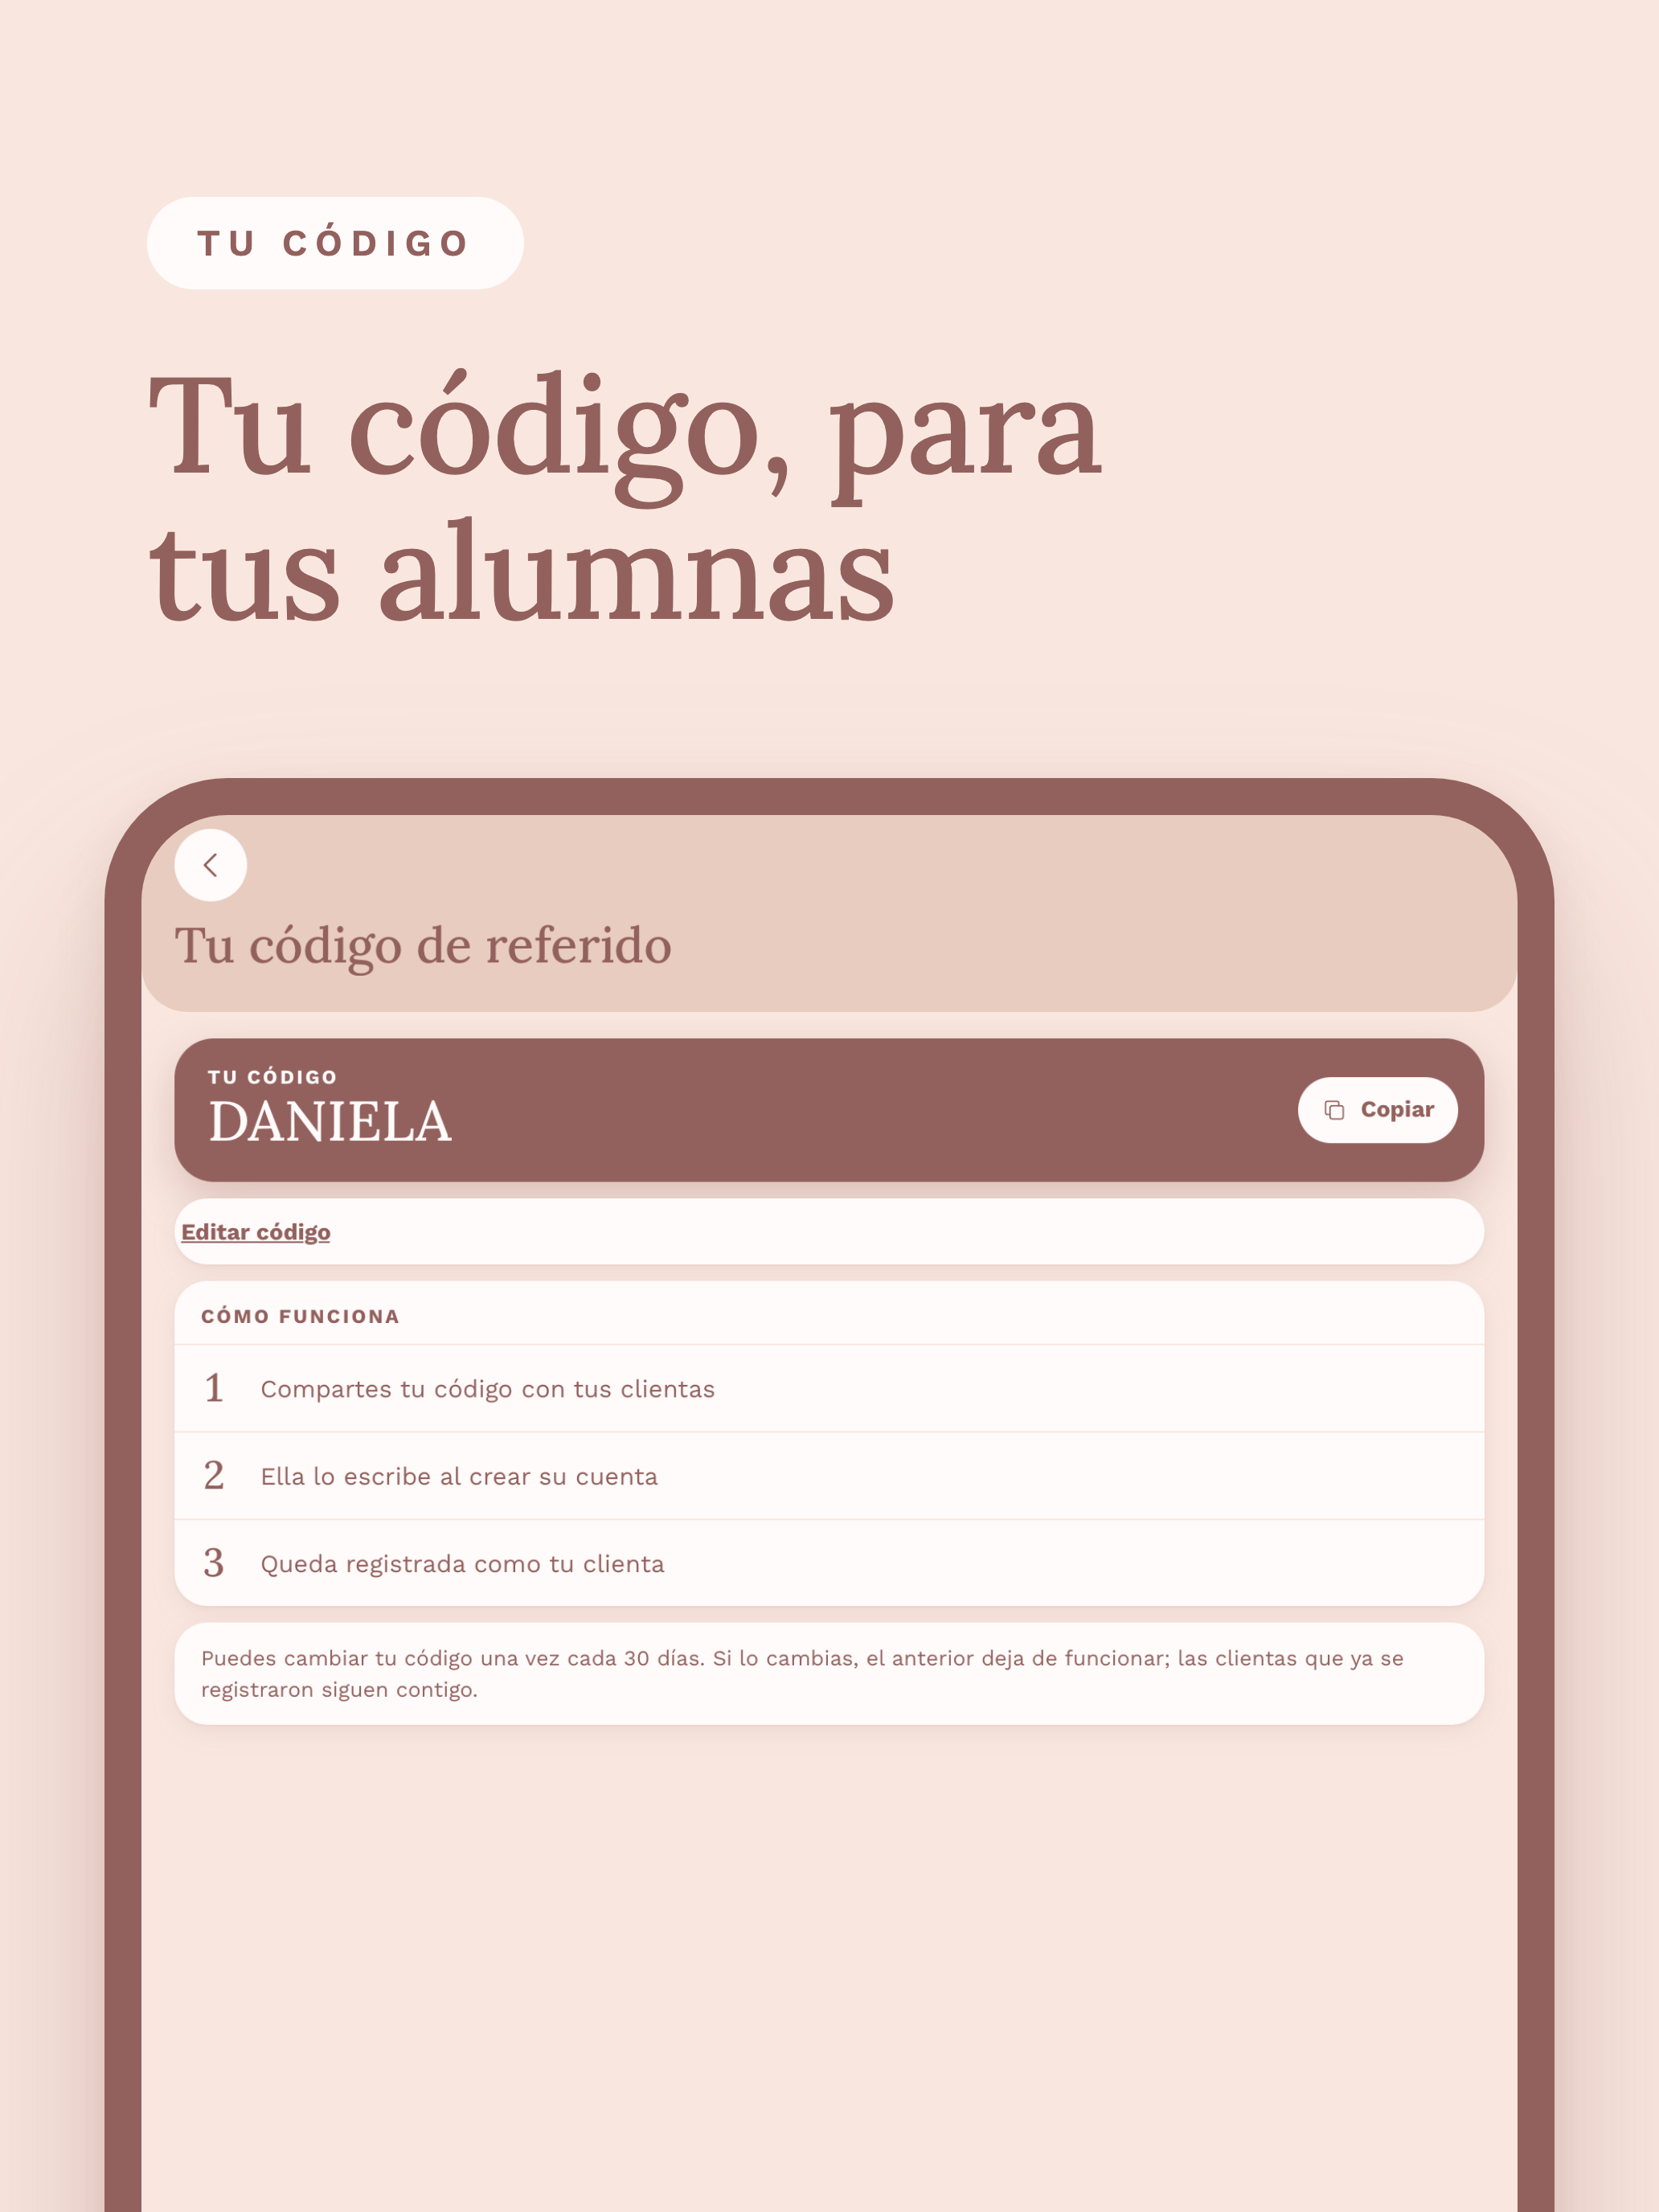 TU CÓDIGO
Tu código, para
tus alumnas
Tu código de referido
TU CÓDIGO
DANIELA
Copiar
Editar código
CÓMO FUNCIONA
1 Compartes tu código con tus clientas
2 Ella lo escribe al crear su cuenta
3 Queda registrada como tu clienta
Puedes cambiar tu código una vez cada 30 días. Si lo cambias, el anterior deja de funcionar; las clientas que ya se
registraron siguen contigo.